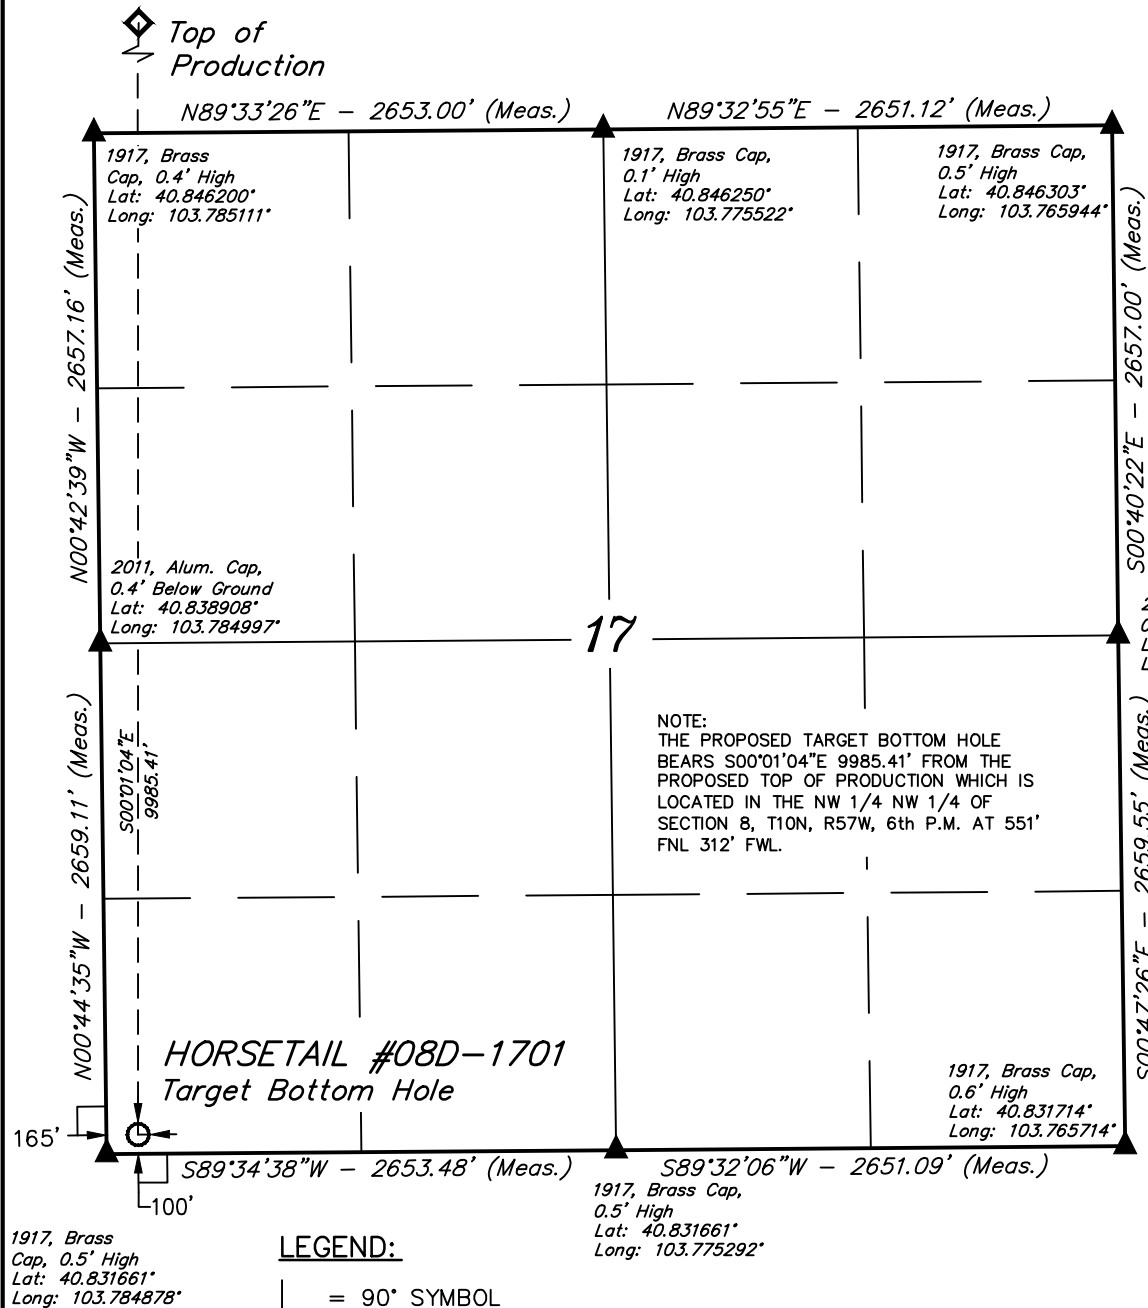 Top of
Production
N89°33'26"E - 2653.00' (Meas.)
N89°32'55"E - 2651.12' (Meas.)
1917, Brass
Cap, 0.4' High
Lat: 40.846200°
Long: 103.785111°
1917, Brass Cap,
0.1' High
Lat: 40.846250°
Long: 103.775522°
1917, Brass Cap,
0.5' High
Lat: 40.846303°
Long: 103.765944°
N00°42'39"W - 2657.16' (Meas.)
S00°40'22"E - 2657.00' (Meas.)
2011, Alum. Cap,
0.4' Below Ground
Lat: 40.838908°
Long: 103.784997°
17
N00°44'35"W - 2659.11' (Meas.)
S00°01'04"E
9985.41'
NOTE:
THE PROPOSED TARGET BOTTOM HOLE
BEARS S00°01'04"E 9985.41' FROM THE
PROPOSED TOP OF PRODUCTION WHICH IS
LOCATED IN THE NW 1/4 NW 1/4 OF
SECTION 8, T10N, R57W, 6th P.M. AT 551'
FNL 312' FWL.
S00°47'26"E - 2659.55' (Meas.)
HORSETAIL #08D-1701
Target Bottom Hole
1917, Brass Cap,
0.6' High
Lat: 40.831714°
Long: 103.765714°
165'
S89°34'38"W - 2653.48' (Meas.)
S89°32'06"W - 2651.09' (Meas.)
100'
1917, Brass Cap,
0.5' High
Lat: 40.831661°
Long: 103.775292°
1917, Brass
Cap, 0.5' High
Lat: 40.831661°
Long: 103.784878°
LEGEND:
= 90° SYMBOL